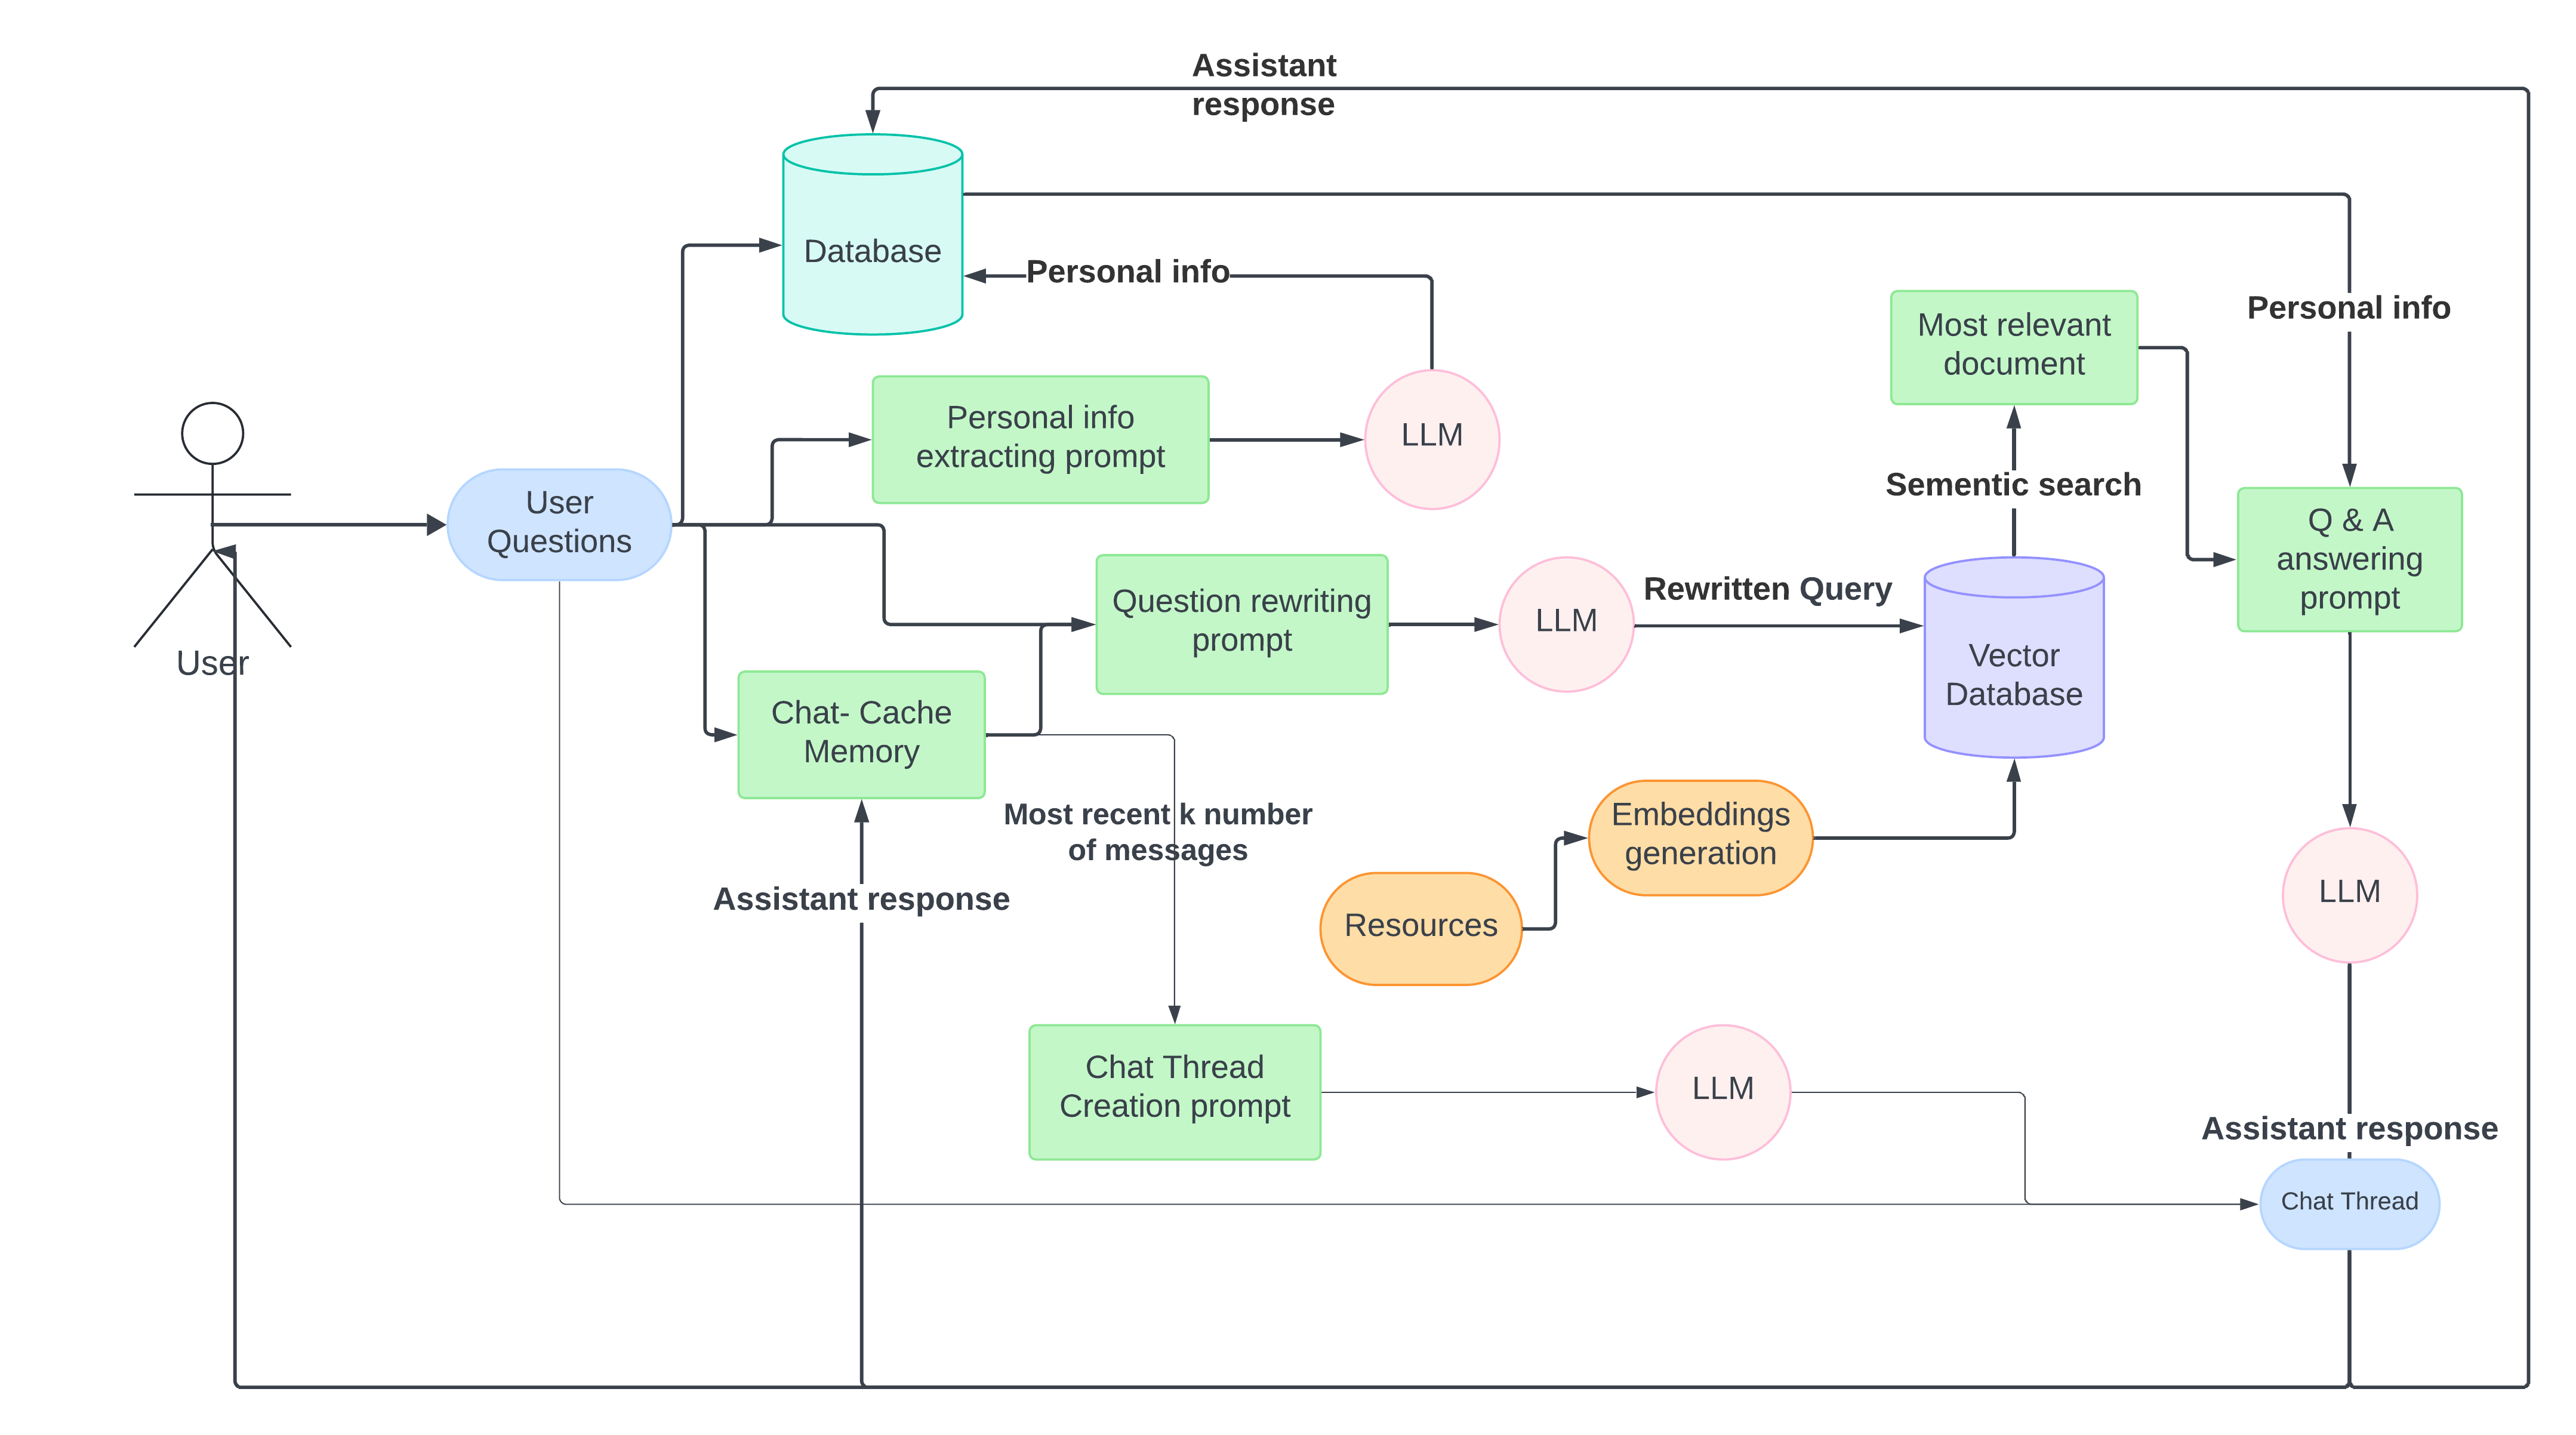 Assistant
response
Database
Personal info
Most relevant
document
Personal info
Personal info
extracting prompt
LLM
Sementic search
User
Questions
Q & A
answering
prompt
Question rewriting
prompt
LLM
Rewritten Query
Vector
Database
User
Chat- Cache
Memory
Most recent k number
of messages
Embeddings
generation
Assistant response
Resources
LLM
Chat Thread
Creation prompt
LLM
Assistant response
Chat Thread